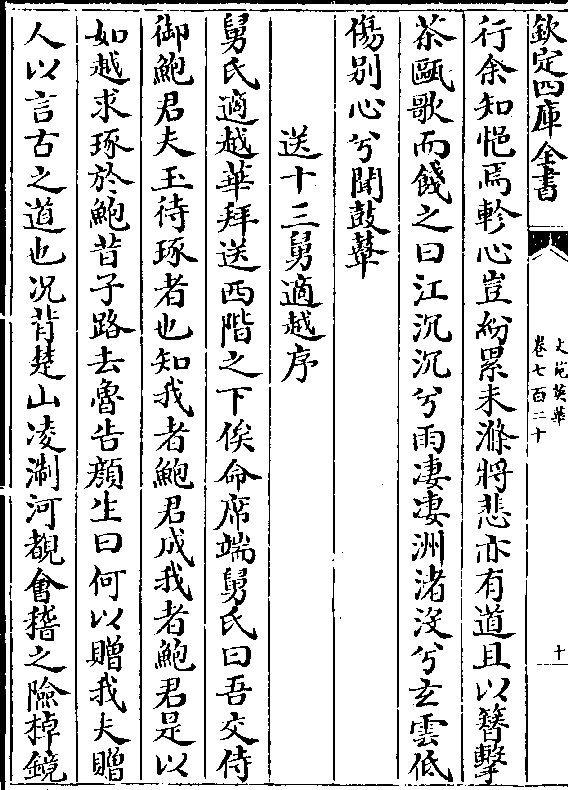 欽定四庫全書
文苑英華
卷七百二十
十
行余知悒焉軫心豈紛累未滌將悲亦有道且以簪擊
茶甌歌而餞之曰江沉沉兮雨凄凄洲渚沒兮玄雲低
傷别心兮聞鼓鼙
送十三舅適越序
舅氏適越華拜送西階之下俟命席端舅氏曰吾交侍
御鮑君夫玉待琢者也知我者鮑君成我者鮑君是以
如越求琢於鮑昔子路去魯告顔生曰何以贈我夫贈
人以言古之道也况背楚山凌淛河覩會稽之險棹鏡